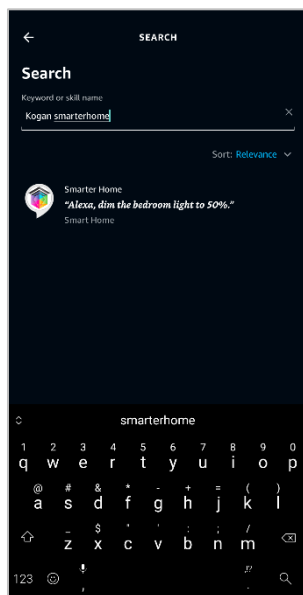 SEARCH
Search
Keyword or skill name
Kogan smarterhome
Sort: Relevance
Smarter Home
“Alexa, dim the bedroom light to 50%.”
Smart Home
smarterhome
1 2 3 4 5 6 7 8 9 0
q w e r t y u i o p
@ # & * - + = ( )
a s d f g h j k l
_ $ " ' : ; /
z x c v b n m
123 , !? .